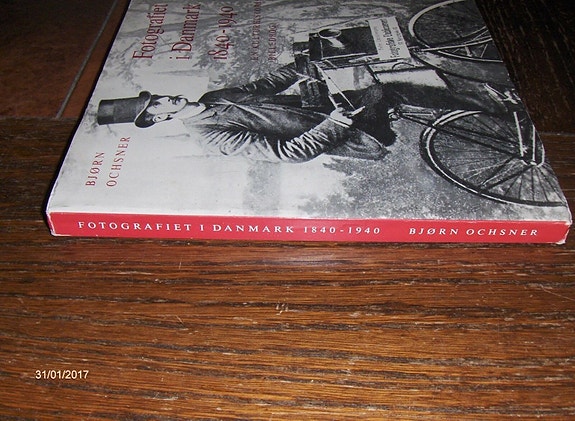 Fotografiet
i Danmark
1840-1940
BJØRN
OCHSNER
FOTOGRAFIET I DANMARK 1840-1940 BJØRN OCHSNER
31/01/2017